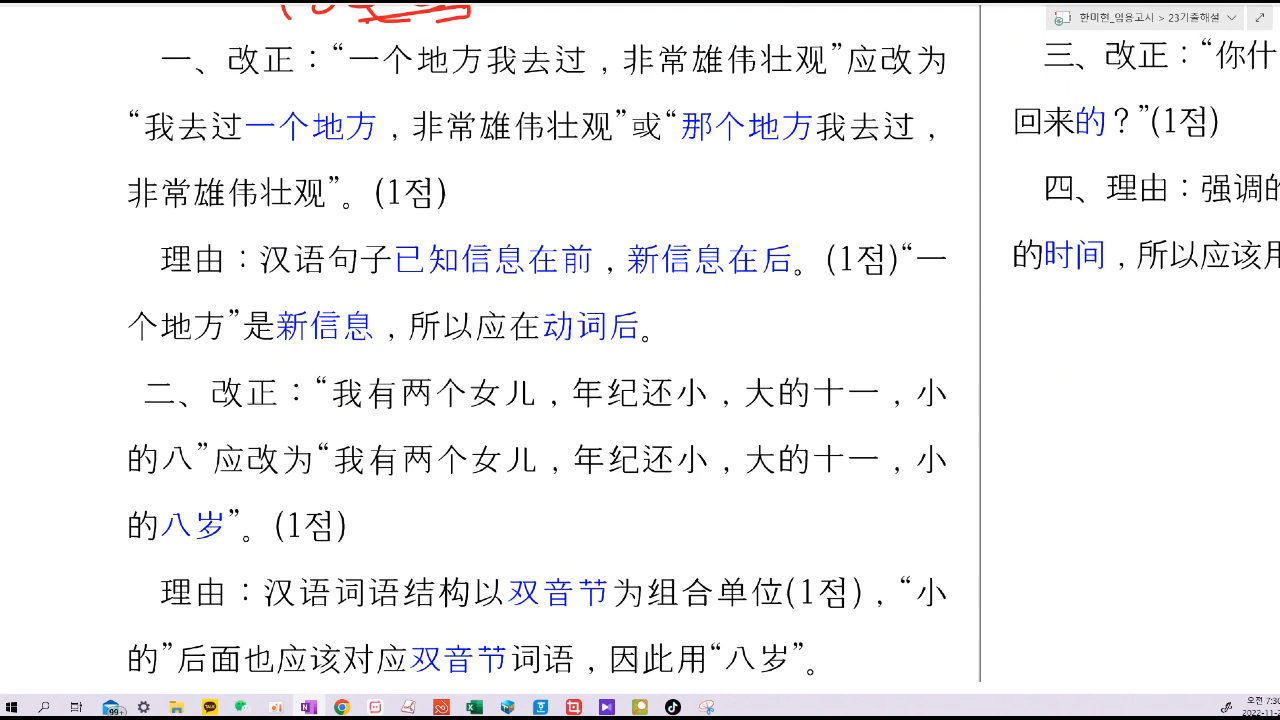 한미현_임용고시 > 23기출해설
一、改正：“一个地方我去过，非常雄伟壮观”应改为
“我去过一个地方，非常雄伟壮观”或“那个地方我去过，
非常雄伟壮观”。(1점)
理由：汉语句子已知信息在前，新信息在后。(1점)“一
个地方”是新信息，所以应在动词后。
二、改正：“我有两个女儿，年纪还小，大的十一，小
的八”应改为“我有两个女儿，年纪还小，大的十一，小
的八岁”。(1점)
理由：汉语词语结构以双音节为组合单位(1점)，“小
的”后面也应该对应双音节词语，因此用“八岁”。
三、改正：“你什
回来的？”(1점)
四、理由：强调的
的时间，所以应该用
99+
오전 7:3
2022-11-2